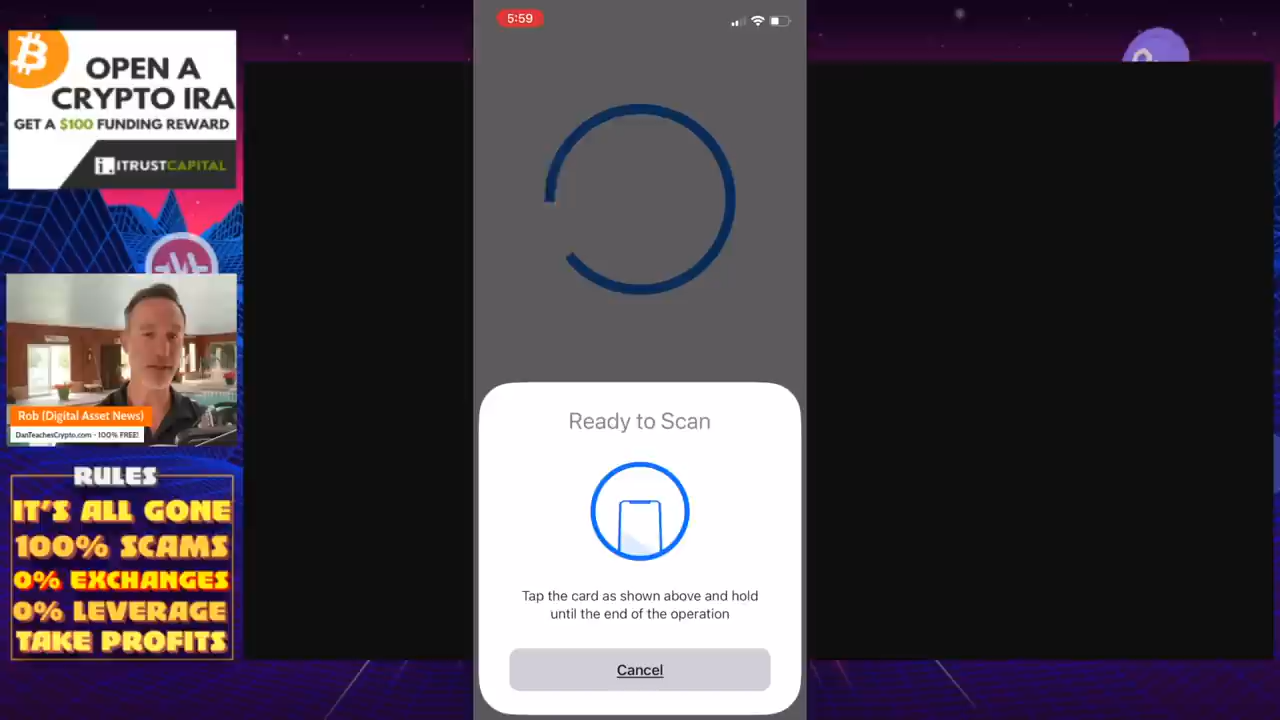 5:59
OPEN A
CRYPTO IRA
GET A $100 FUNDING REWARD
i. ITRUSTCAPITAL
Rob (Digital Asset News)
DanTeachesCrypto.com - 100% FREE!
RULES
IT'S ALL GONE
100% SCAMS
0% EXCHANGES
0% LEVERAGE
TAKE PROFITS
Ready to Scan
Tap the card as shown above and hold
until the end of the operation
Cancel